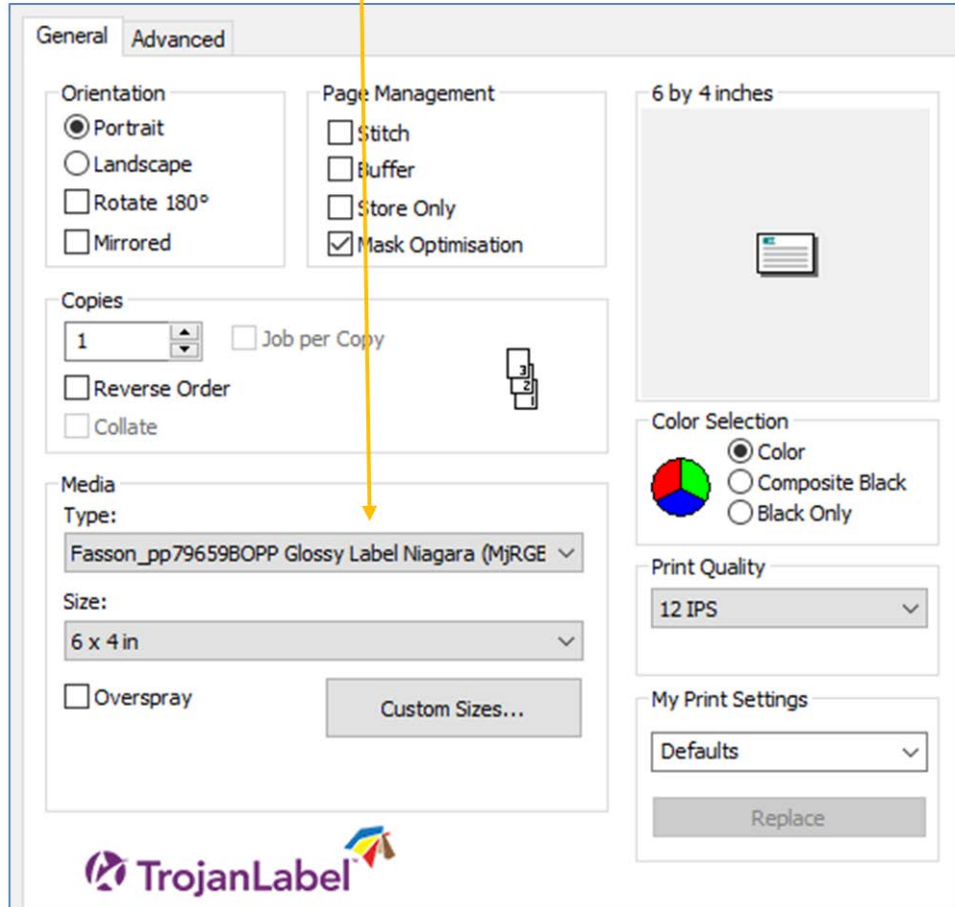 General
Advanced
Orientation
Portrait
Landscape
Rotate 180°
Mirrored
Page Management
Stitch
Buffer
Store Only
Mask Optimisation
6 by 4 inches
Copies
1
Job per Copy
Reverse Order
Collate
3
2
1
Color Selection
Color
Composite Black
Black Only
Media
Type:
Fasson_pp79659BOPP Glossy Label Niagara (MjRGE
Size:
6 x 4 in
Overspray
Custom Sizes...
Print Quality
12 IPS
My Print Settings
Defaults
Replace
TrojanLabel